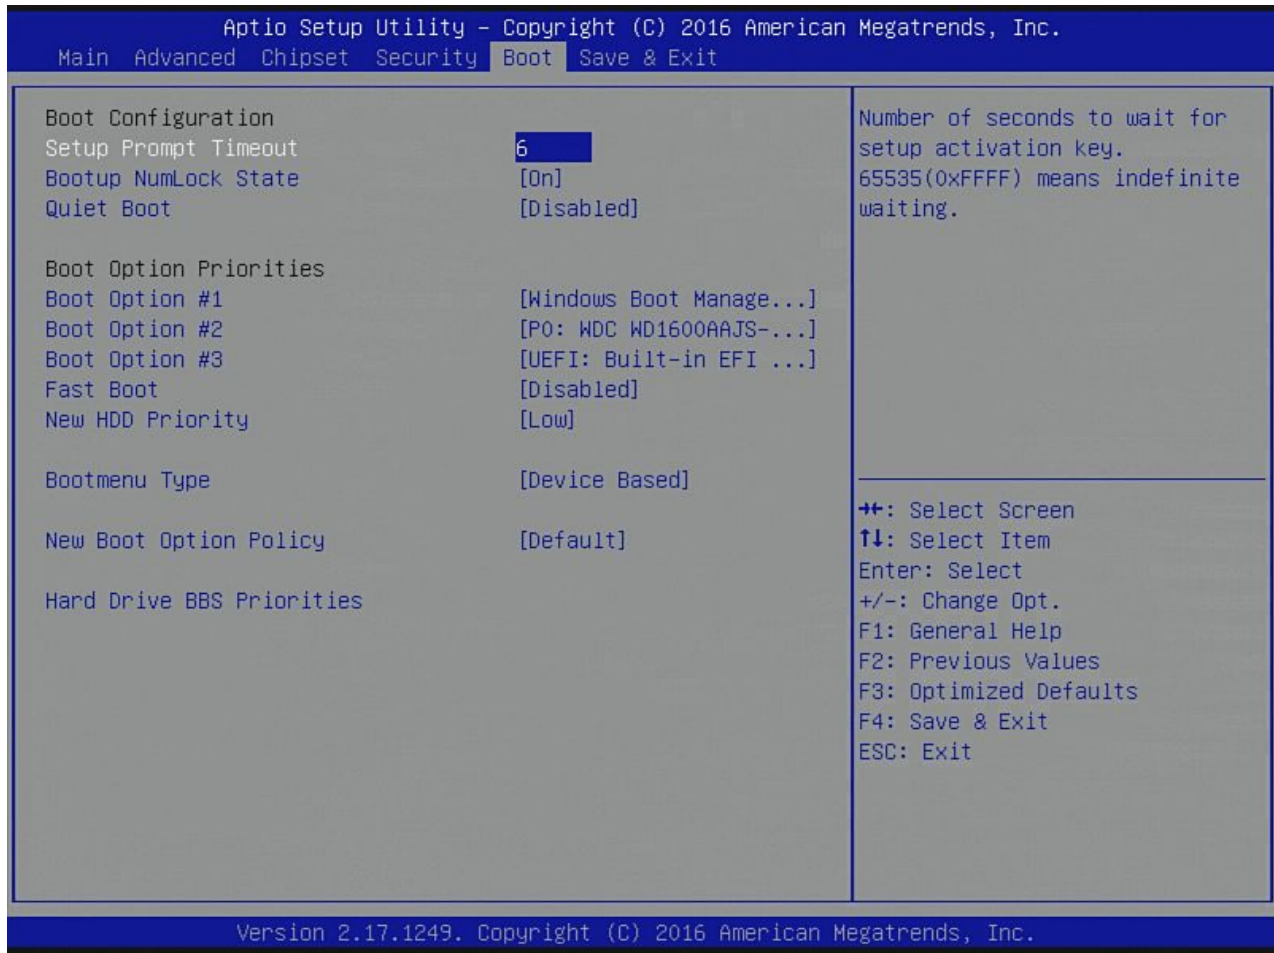 Aptio Setup Utility – Copyright (C) 2016 American Megatrends, Inc.
Main Advanced Chipset Security Boot Save & Exit
Boot Configuration
Setup Prompt Timeout 6
Bootup NumLock State [On]
Quiet Boot [Disabled]
Boot Option Priorities
Boot Option #1 [Windows Boot Manage...]
Boot Option #2 [P0: WDC WD1600AAJS-...]
Boot Option #3 [UEFI: Built-in EFI ...]
Fast Boot [Disabled]
New HDD Priority [Low]
Bootmenu Type [Device Based]
New Boot Option Policy [Default]
Hard Drive BBS Priorities
Number of seconds to wait for
setup activation key.
65535(0xFFFF) means indefinite
waiting.
→←: Select Screen
↑↓: Select Item
Enter: Select
+/-: Change Opt.
F1: General Help
F2: Previous Values
F3: Optimized Defaults
F4: Save & Exit
ESC: Exit
Version 2.17.1249. Copyright (C) 2016 American Megatrends, Inc.